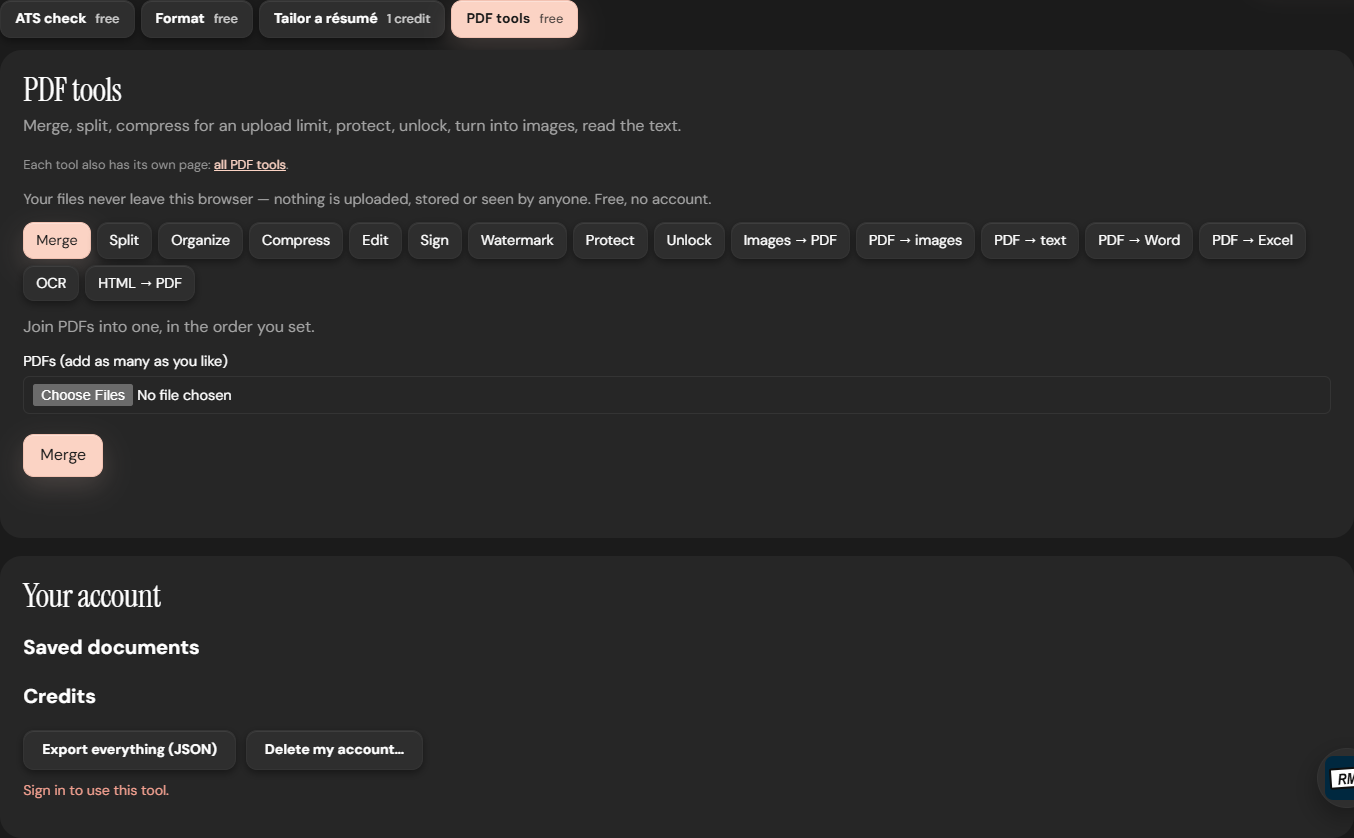 ATS check free Format free Tailor a résumé 1 credit PDF tools free
PDF tools
Merge, split, compress for an upload limit, protect, unlock, turn into images, read the text.
Each tool also has its own page: all PDF tools.
Your files never leave this browser — nothing is uploaded, stored or seen by anyone. Free, no account.
Merge Split Organize Compress Edit Sign Watermark Protect Unlock Images → PDF PDF → images PDF → text PDF → Word PDF → Excel
OCR HTML → PDF
Join PDFs into one, in the order you set.
PDFs (add as many as you like)
Choose Files No file chosen
Merge
Your account
Saved documents
Credits
Export everything (JSON) Delete my account...
Sign in to use this tool.